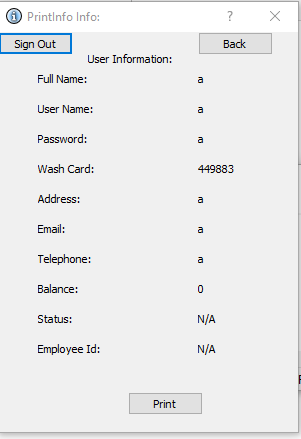 PrintInfo Info:
Sign Out
Back
User Information:
Full Name: a
User Name: a
Password: a
Wash Card: 449883
Address: a
Email: a
Telephone: a
Balance: 0
Status: N/A
Employee Id: N/A
Print